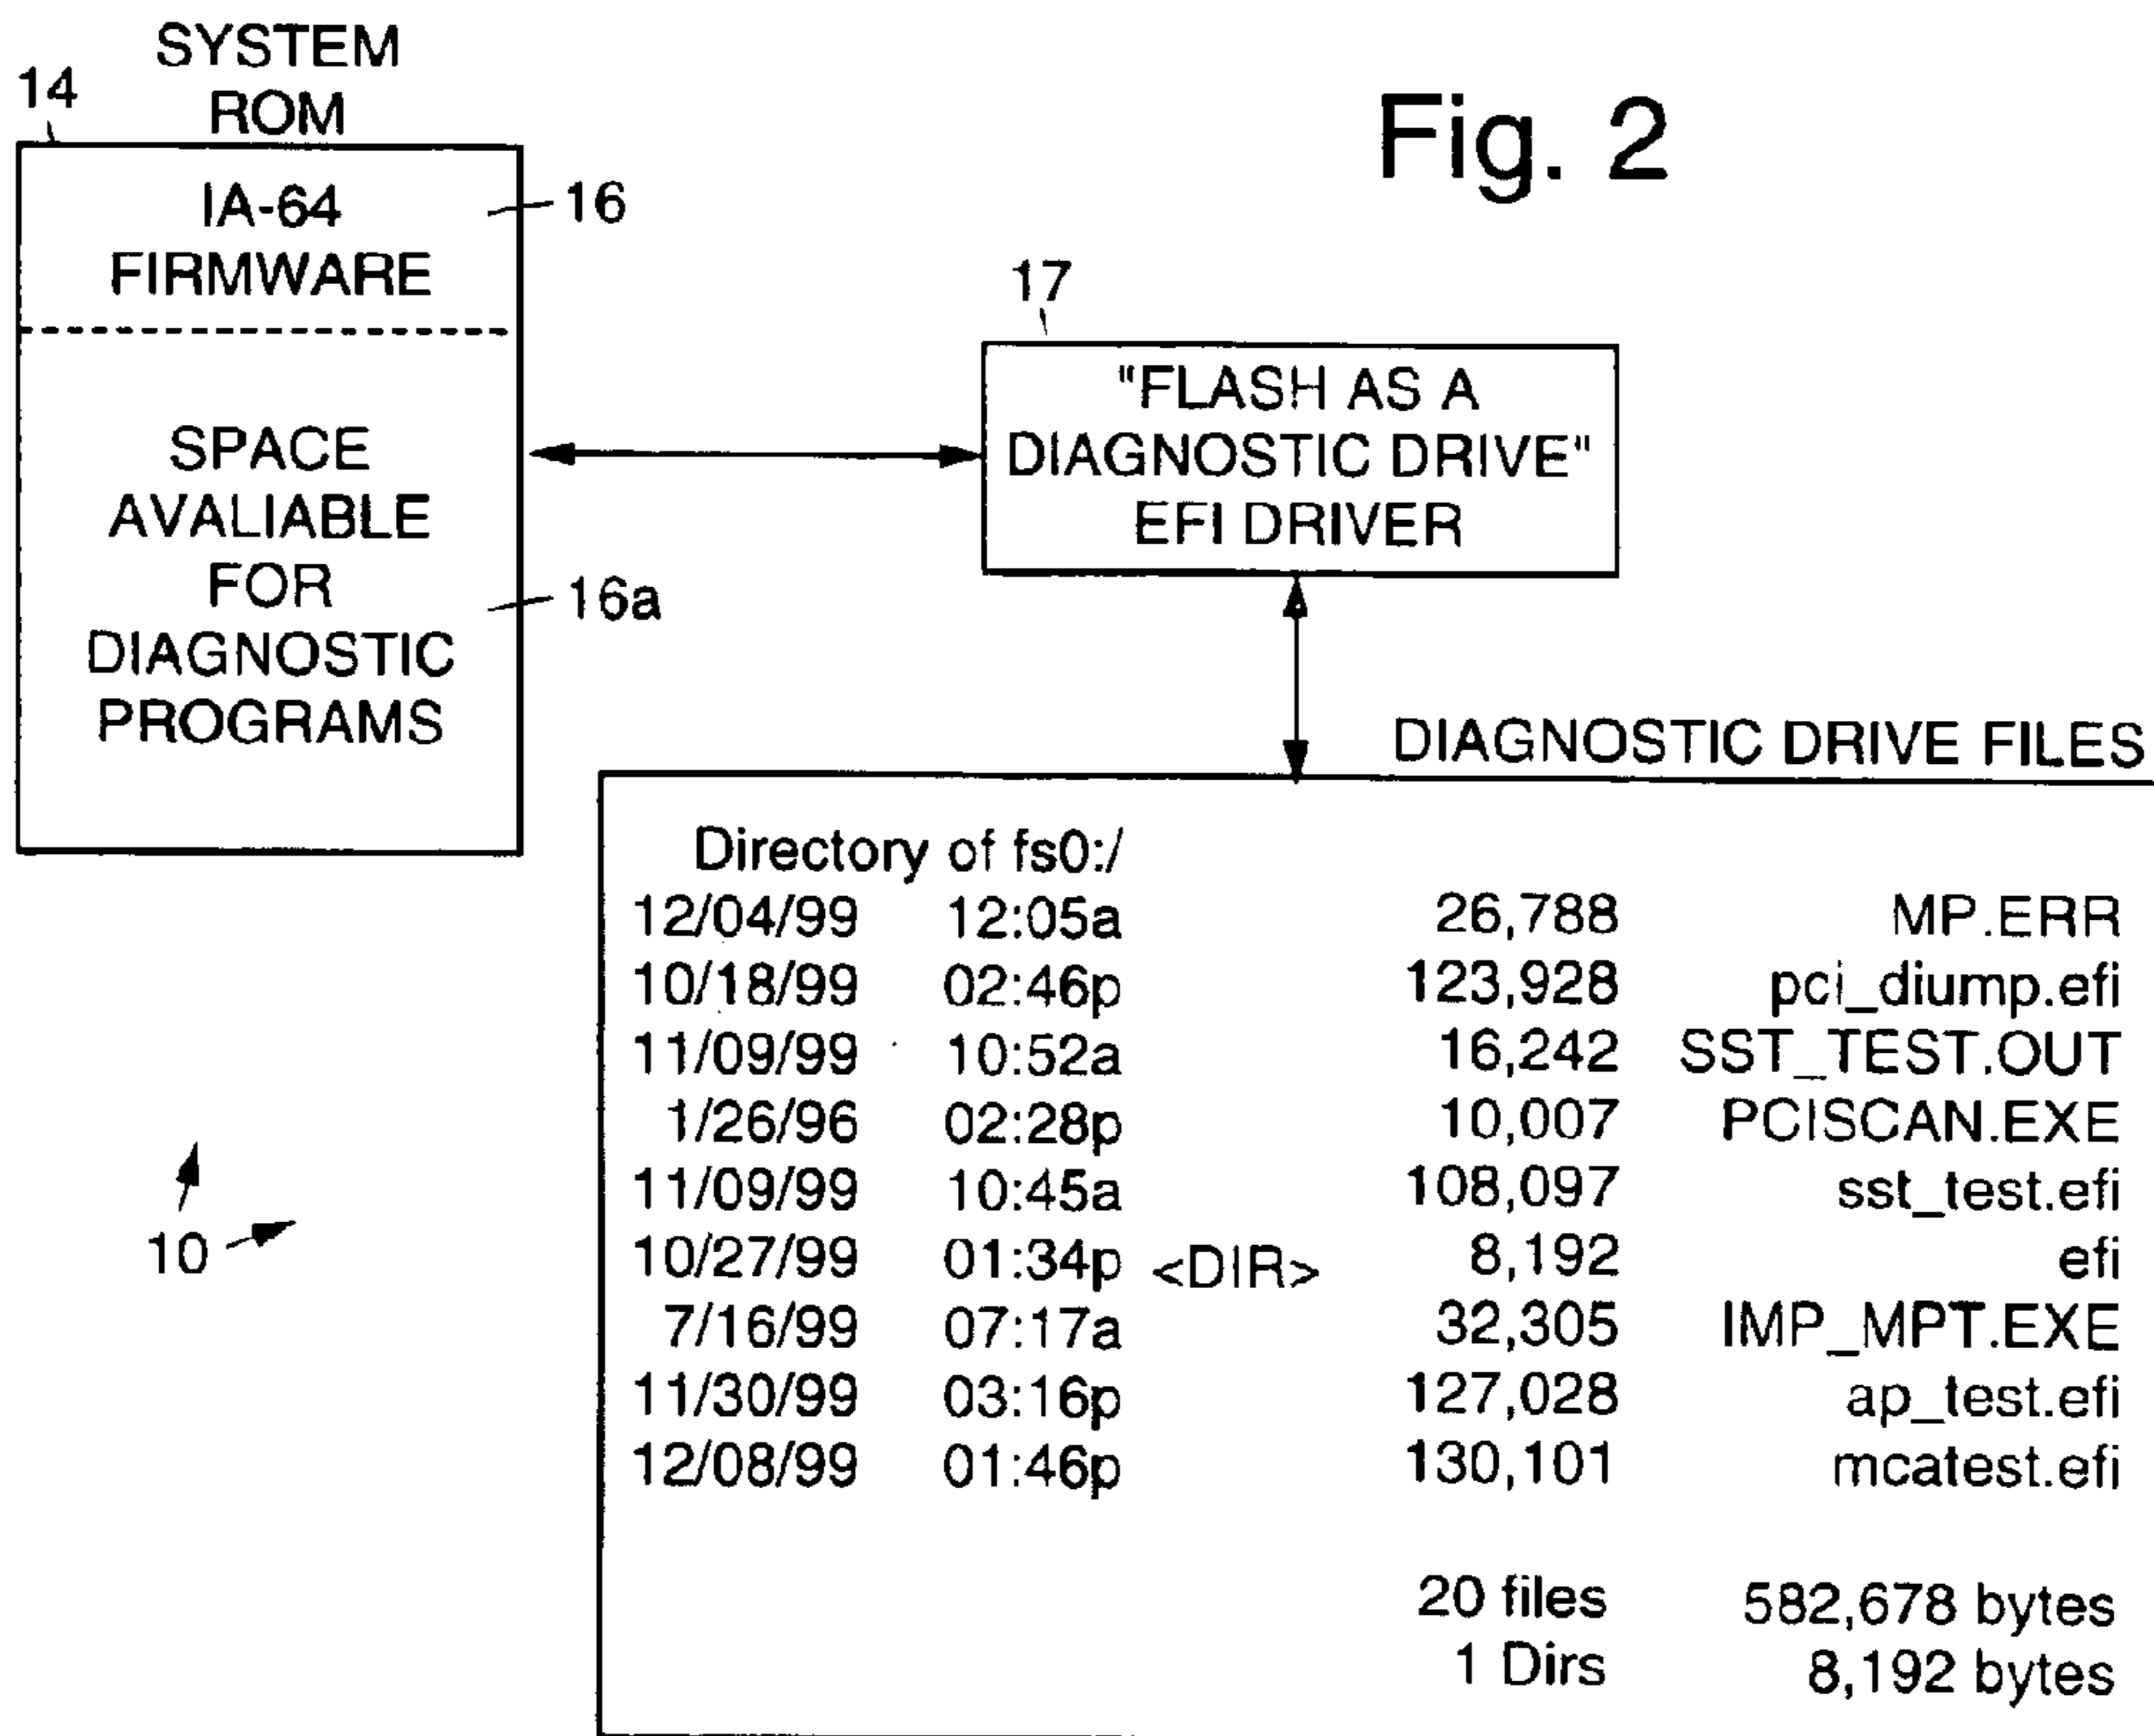 SYSTEM
ROM
14
IA-64
FIRMWARE
16
SPACE
AVALIABLE
FOR
DIAGNOSTIC
PROGRAMS
16a
Fig. 2
17
"FLASH AS A
DIAGNOSTIC DRIVE"
EFI DRIVER
DIAGNOSTIC DRIVE FILES
Directory of fs0:/
12/04/99 12:05a 26,788 MP.ERR
10/18/99 02:46p 123,928 pci_diump.efi
11/09/99 10:52a 16,242 SST_TEST.OUT
1/26/96 02:28p 10,007 PCISCAN.EXE
11/09/99 10:45a 108,097 sst_test.efi
10/27/99 01:34p <DIR> 8,192 efi
7/16/99 07:17a 32,305 IMP_MPT.EXE
11/30/99 03:16p 127,028 ap_test.efi
12/08/99 01:46p 130,101 mcatest.efi
20 files 582,678 bytes
1 Dirs 8,192 bytes
10